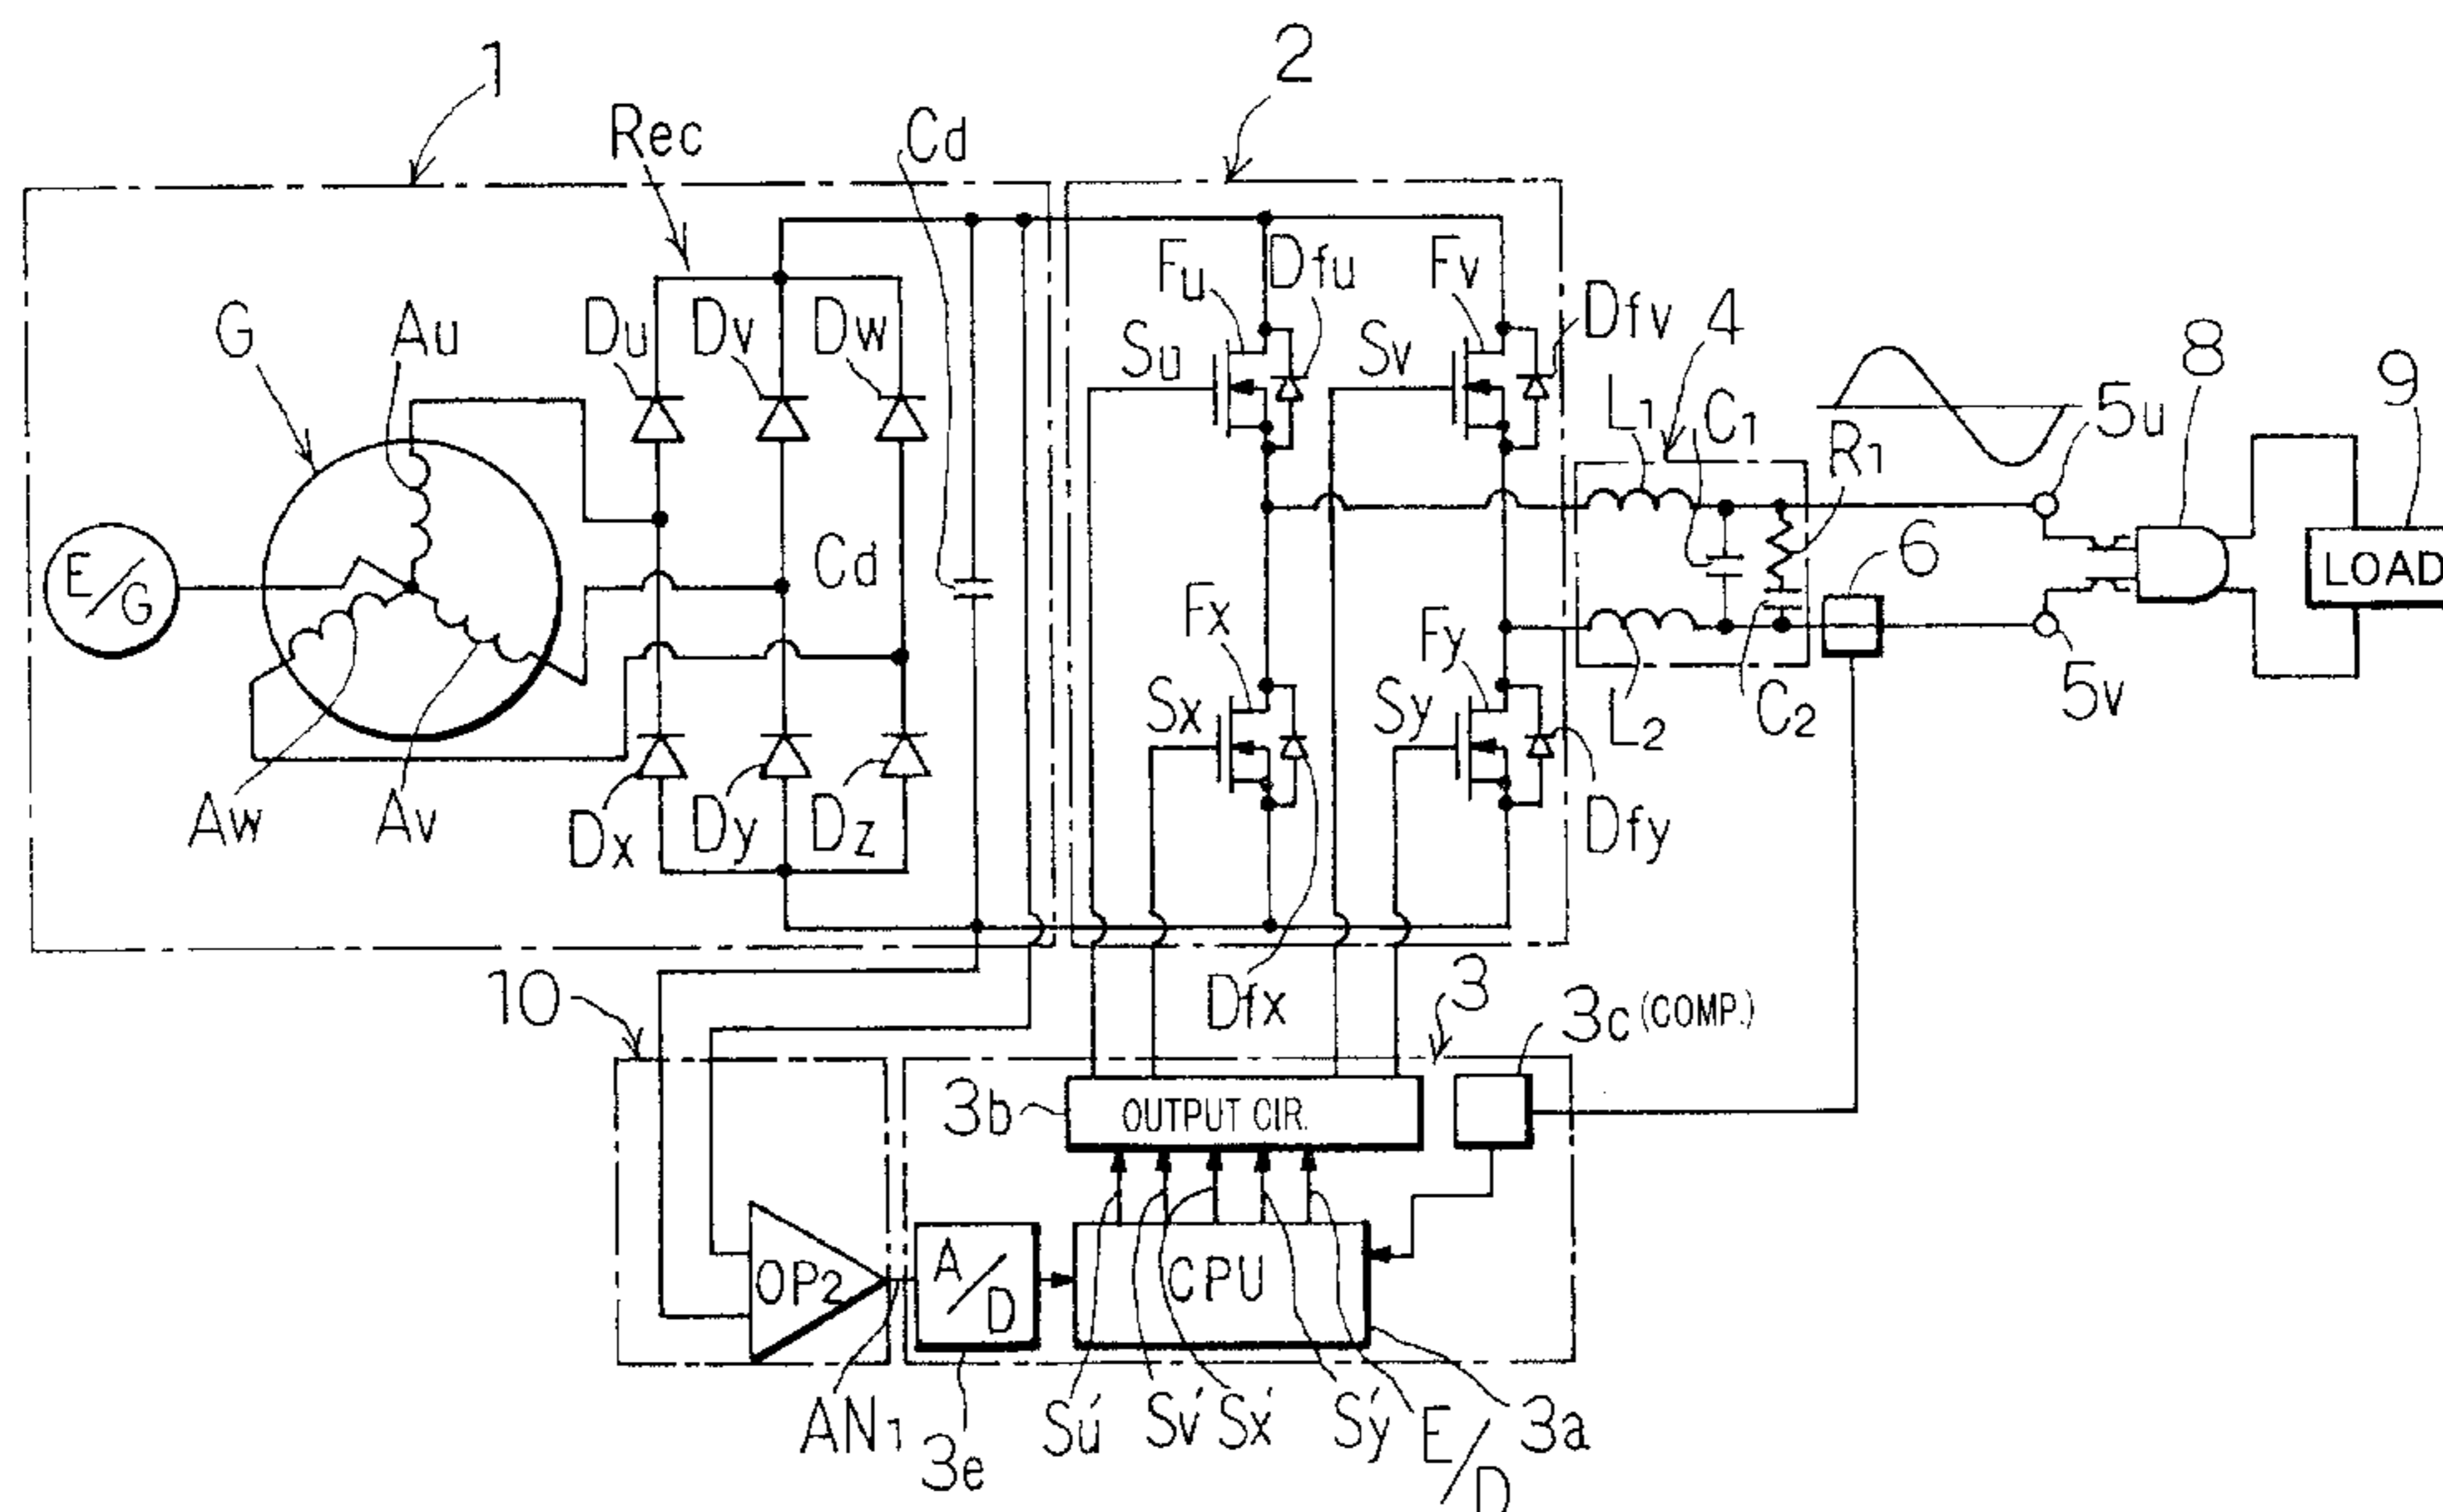 1
2
Rec
Cd
Fu
Dfu
Fv
Dfv
G
Au
Du
Dv
Dw
Su
Sv
4
8
9
L1
C1
R1
5u
E/G
Cd
6
LOAD
Fx
Fy
Sx
Sy
L2
C2
5v
Aw
Av
Dx
Dy
Dz
Dfy
10
Dfx
3
3c (COMP.)
3b
OUTPUT CIR.
OP2
A/D
CPU
AN1
3e
Su'
Sv'
Sx'
Sy'
E/D
3a